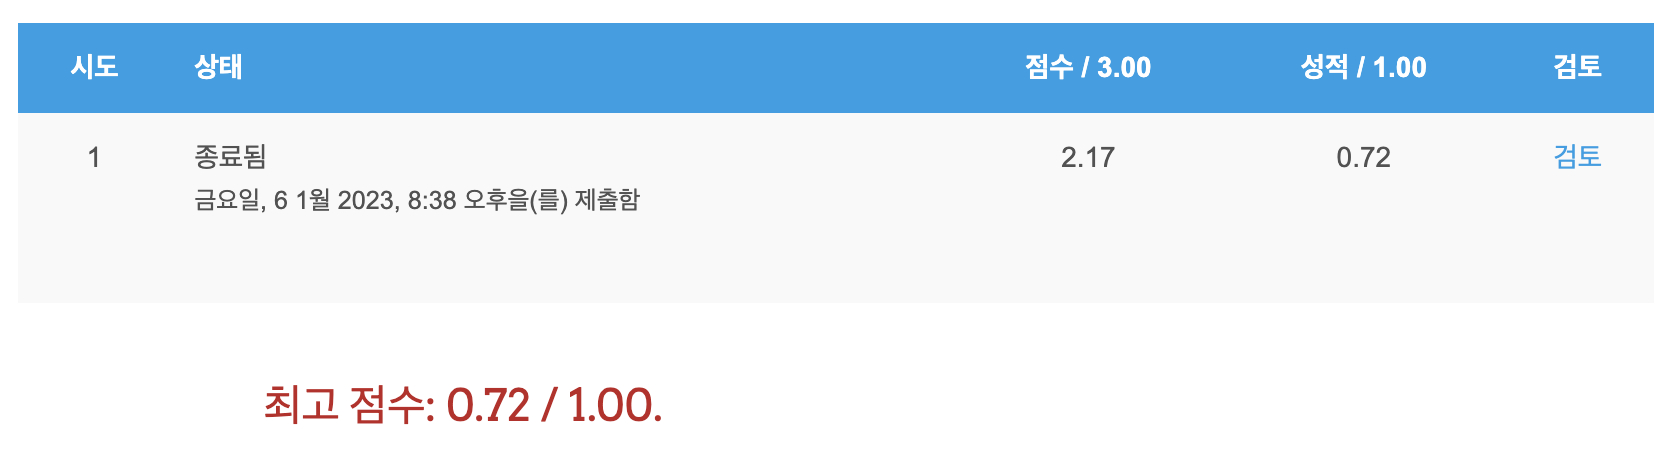 시도 상태 점수 / 3.00 성적 / 1.00 검토
1 종료됨 2.17 0.72 검토
금요일, 6 1월 2023, 8:38 오후을(를) 제출함
최고 점수: 0.72 / 1.00.